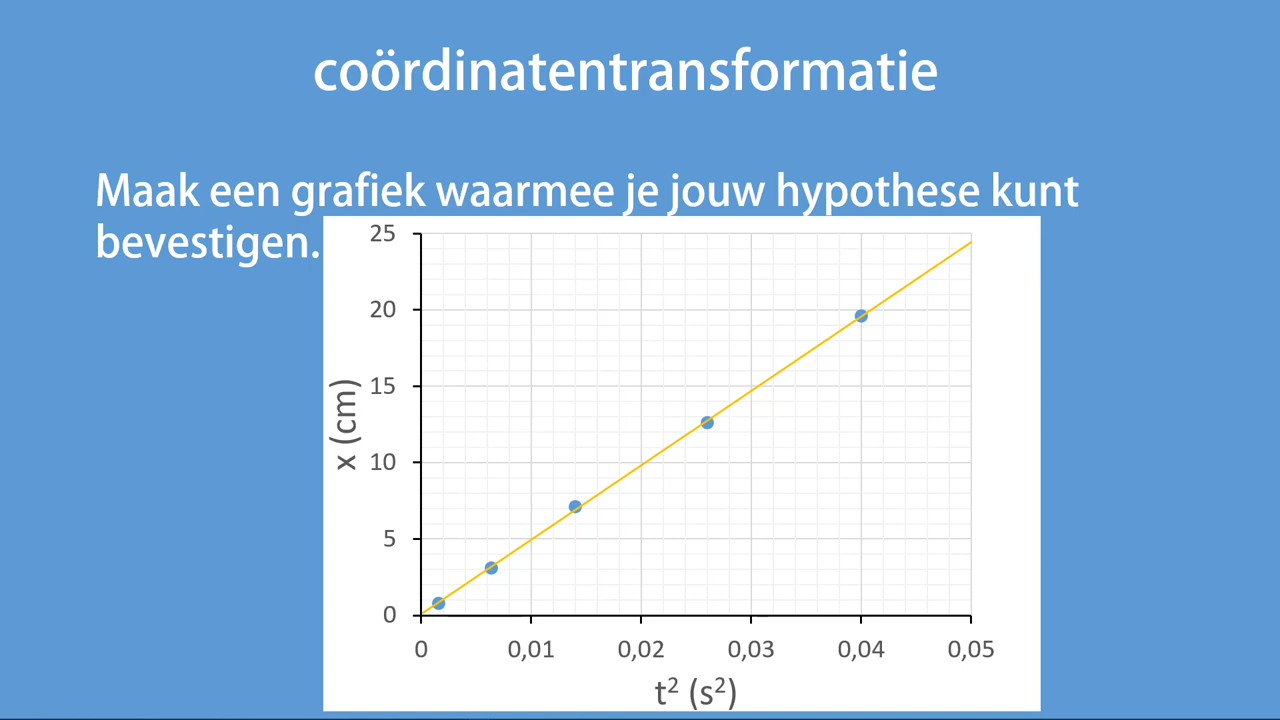 coördinatentransformatie
Maak een grafiek waarmee je jouw hypothese kunt
bevestigen.
25
20
15
10
5
0
x (cm)
0 0,01 0,02 0,03 0,04 0,05
t² (s²)